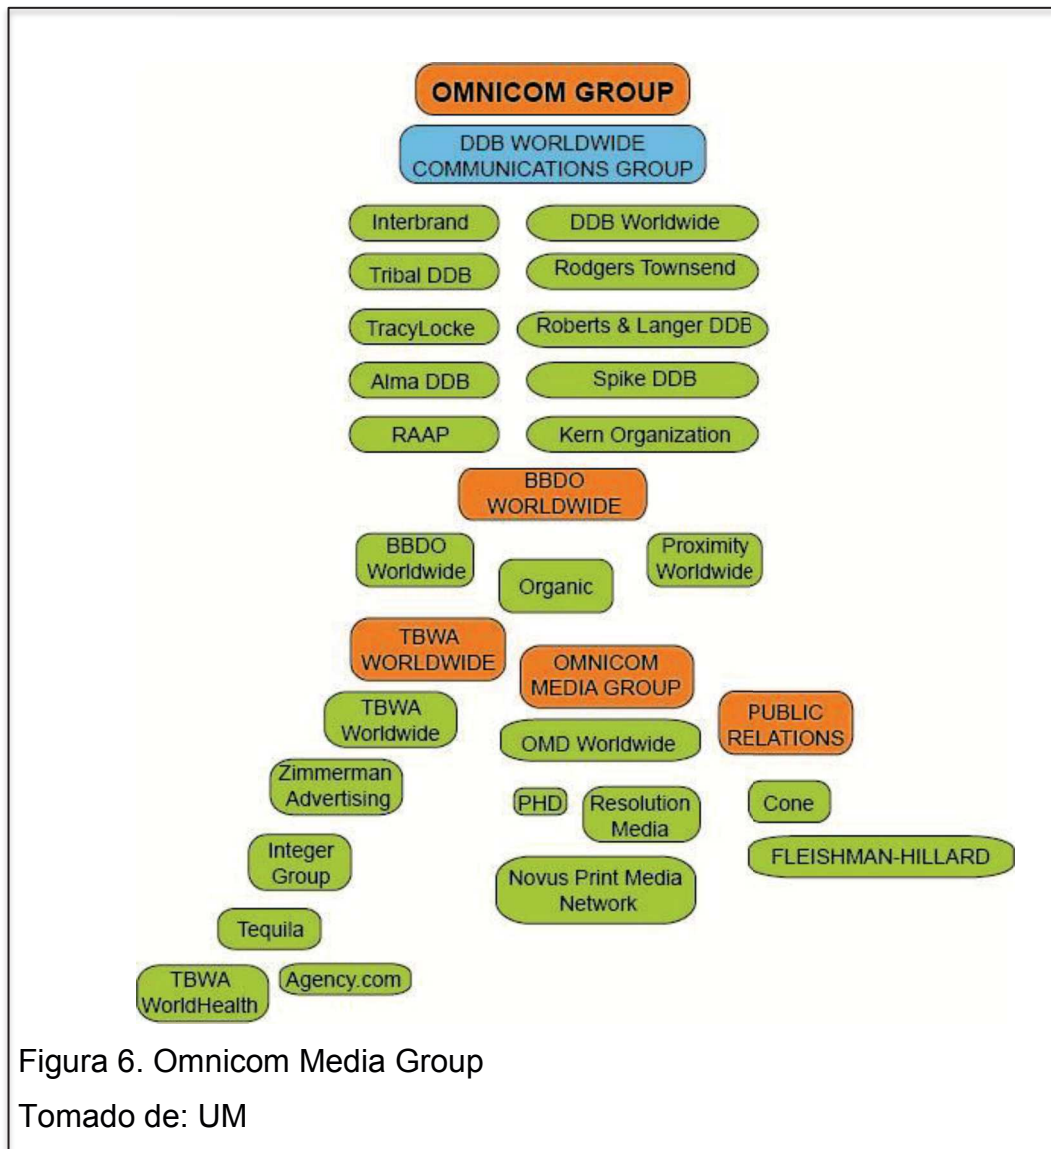 OMNICOM GROUP
DDB WORLDWIDE
COMMUNICATIONS GROUP
Interbrand
DDB Worldwide
Tribal DDB
Rodgers Townsend
TracyLocke
Roberts & Langer DDB
Alma DDB
Spike DDB
RAAP
Kern Organization
BBDO
WORLDWIDE
BBDO
Worldwide
Organic
Proximity
Worldwide
TBWA
WORLDWIDE
OMNICOM
MEDIA GROUP
PUBLIC
RELATIONS
TBWA
Worldwide
Zimmerman
Advertising
Integer
Group
Tequila
TBWA
WorldHealth
Agency.com
OMD Worldwide
PHD
Resolution
Media
Novus Print Media
Network
Cone
FLEISHMAN-HILLARD
Figura 6. Omnicom Media Group
Tomado de: UM